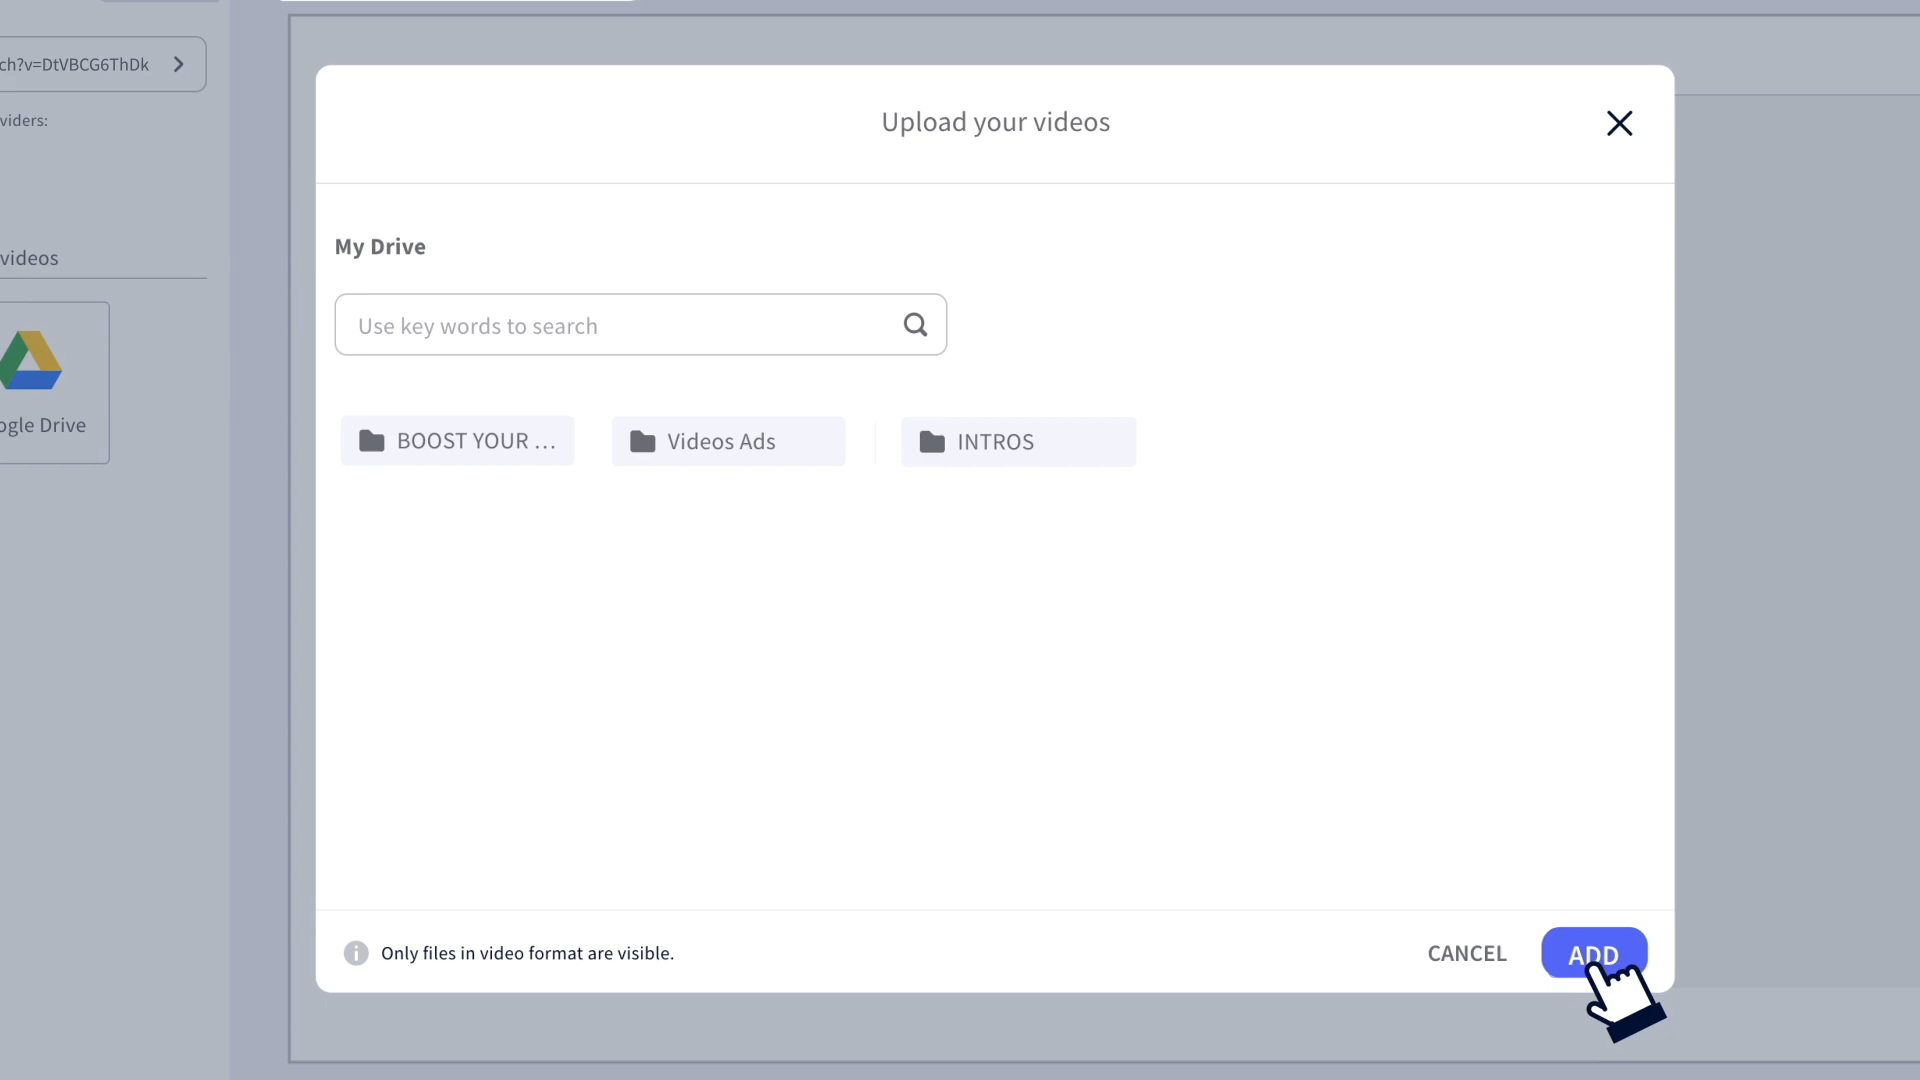 ch?v=DtVBCG6ThDk
viders:
videos
ogle Drive
Upload your videos
My Drive
Use key words to search
BOOST YOUR ...
Videos Ads
INTROS
Only files in video format are visible.
CANCEL
ADD